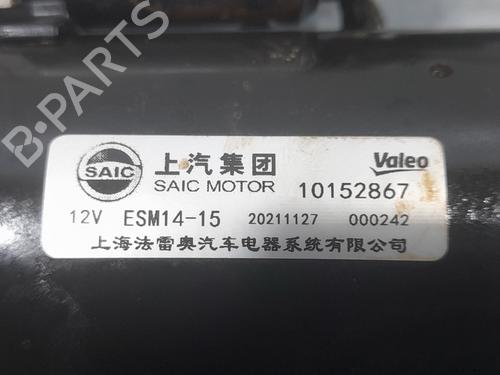 SAIC 上汽集团 Valeo
SAIC MOTOR 10152867
12V ESM14-15 20211127 000242
上海法雷奥汽车电器系统有限公司
B-PARTS